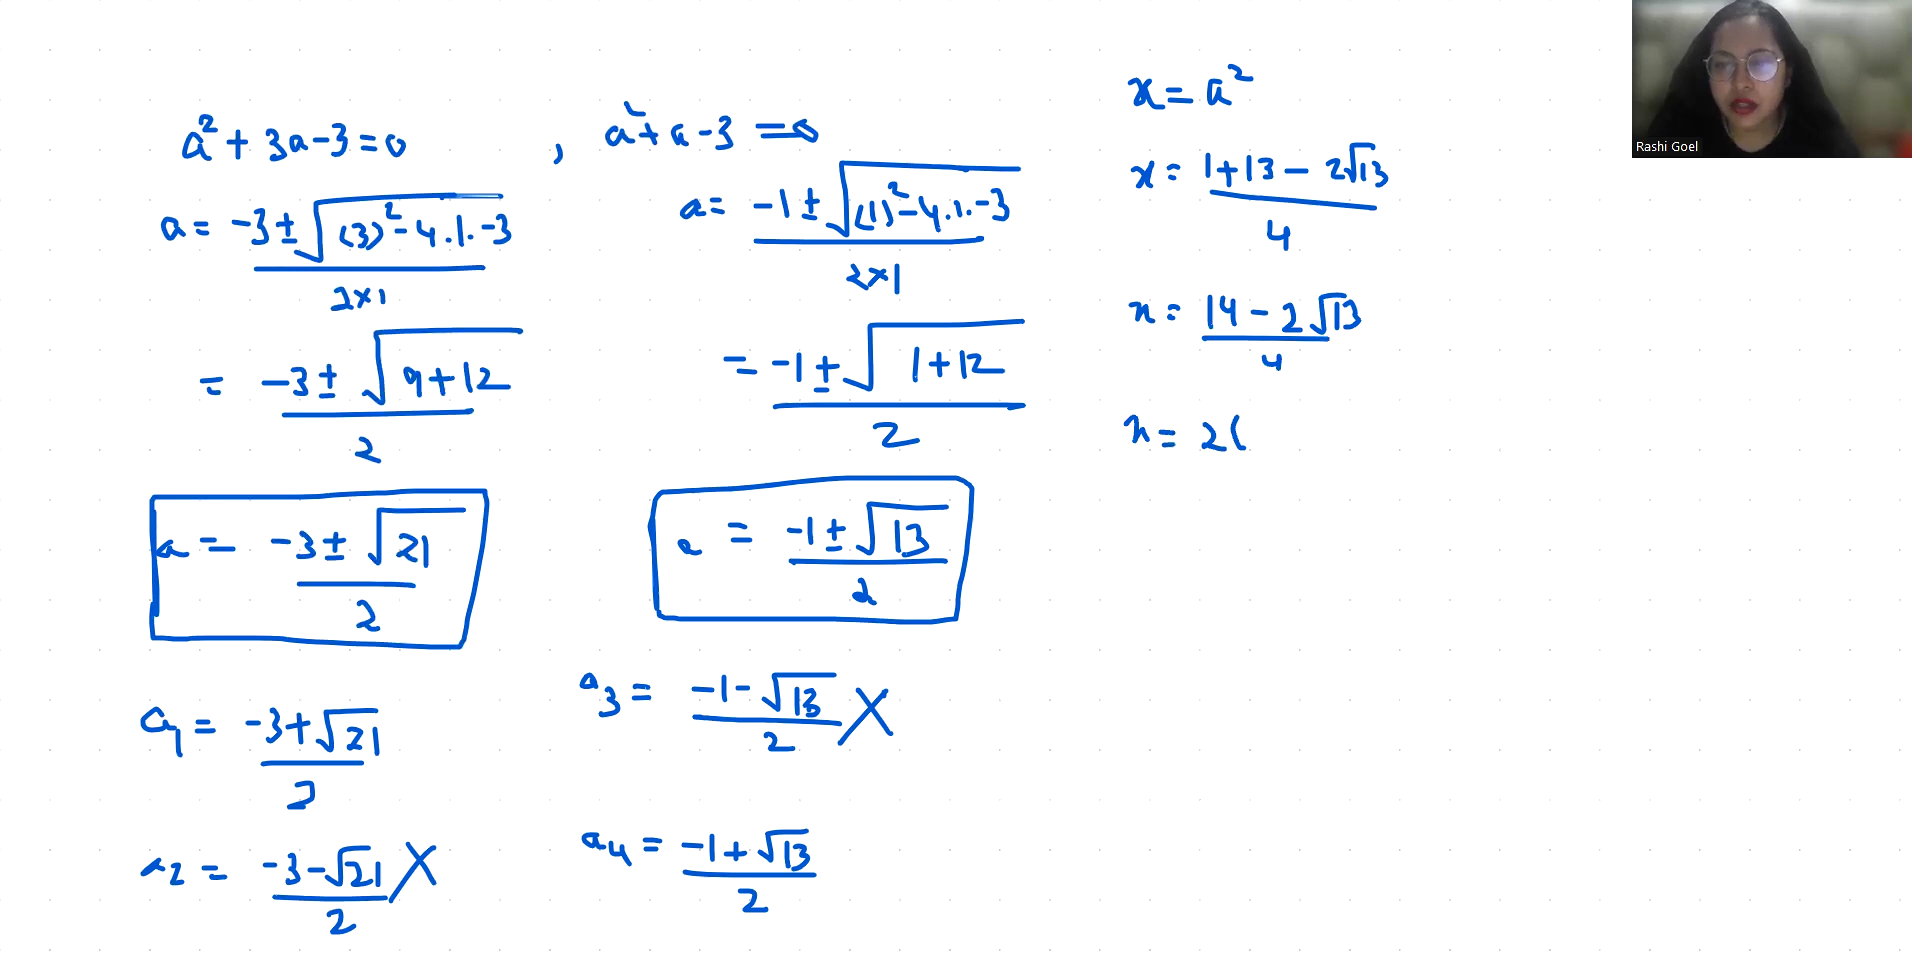 a² + 3a - 3 = 0 , a² + a - 3 = 0
a = (-3 ± √((3)² - 4.1.-3)) / (2×1)
= (-3 ± √(9+12)) / 2
a = (-3 ± √21) / 2
a₁ = (-3 + √21) / 2
a₂ = (-3 - √21) / 2 X
a = (-1 ± √((1)² - 4.1.-3)) / (2×1)
= (-1 ± √(1+12)) / 2
a = (-1 ± √13) / 2
a₃ = (-1 - √13) / 2 X
a₄ = (-1 + √13) / 2
x = a²
x = (1 + 13 - 2√13) / 4
x = (14 - 2√13) / 4
x = 2(
Rashi Goel